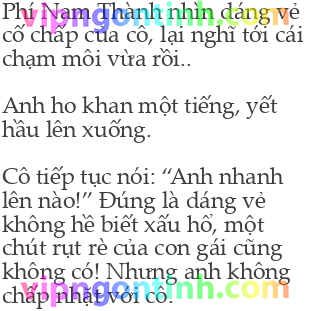 Phí Nam Thành nhìn dáng vẻ
cố chấp của cô, lại nghĩ tới cái
chạm môi vừa rồi..
Anh ho khan một tiếng, yết
hầu lên xuống.
Cô tiếp tục nói: “Anh nhanh
lên nào!” Đúng là dáng vẻ
không hề biết xấu hổ, một
chút rụt rè của con gái cũng
không có! Nhưng anh không
chấp nhặt với cô.
vipngontinh.com
vipngontinh.com